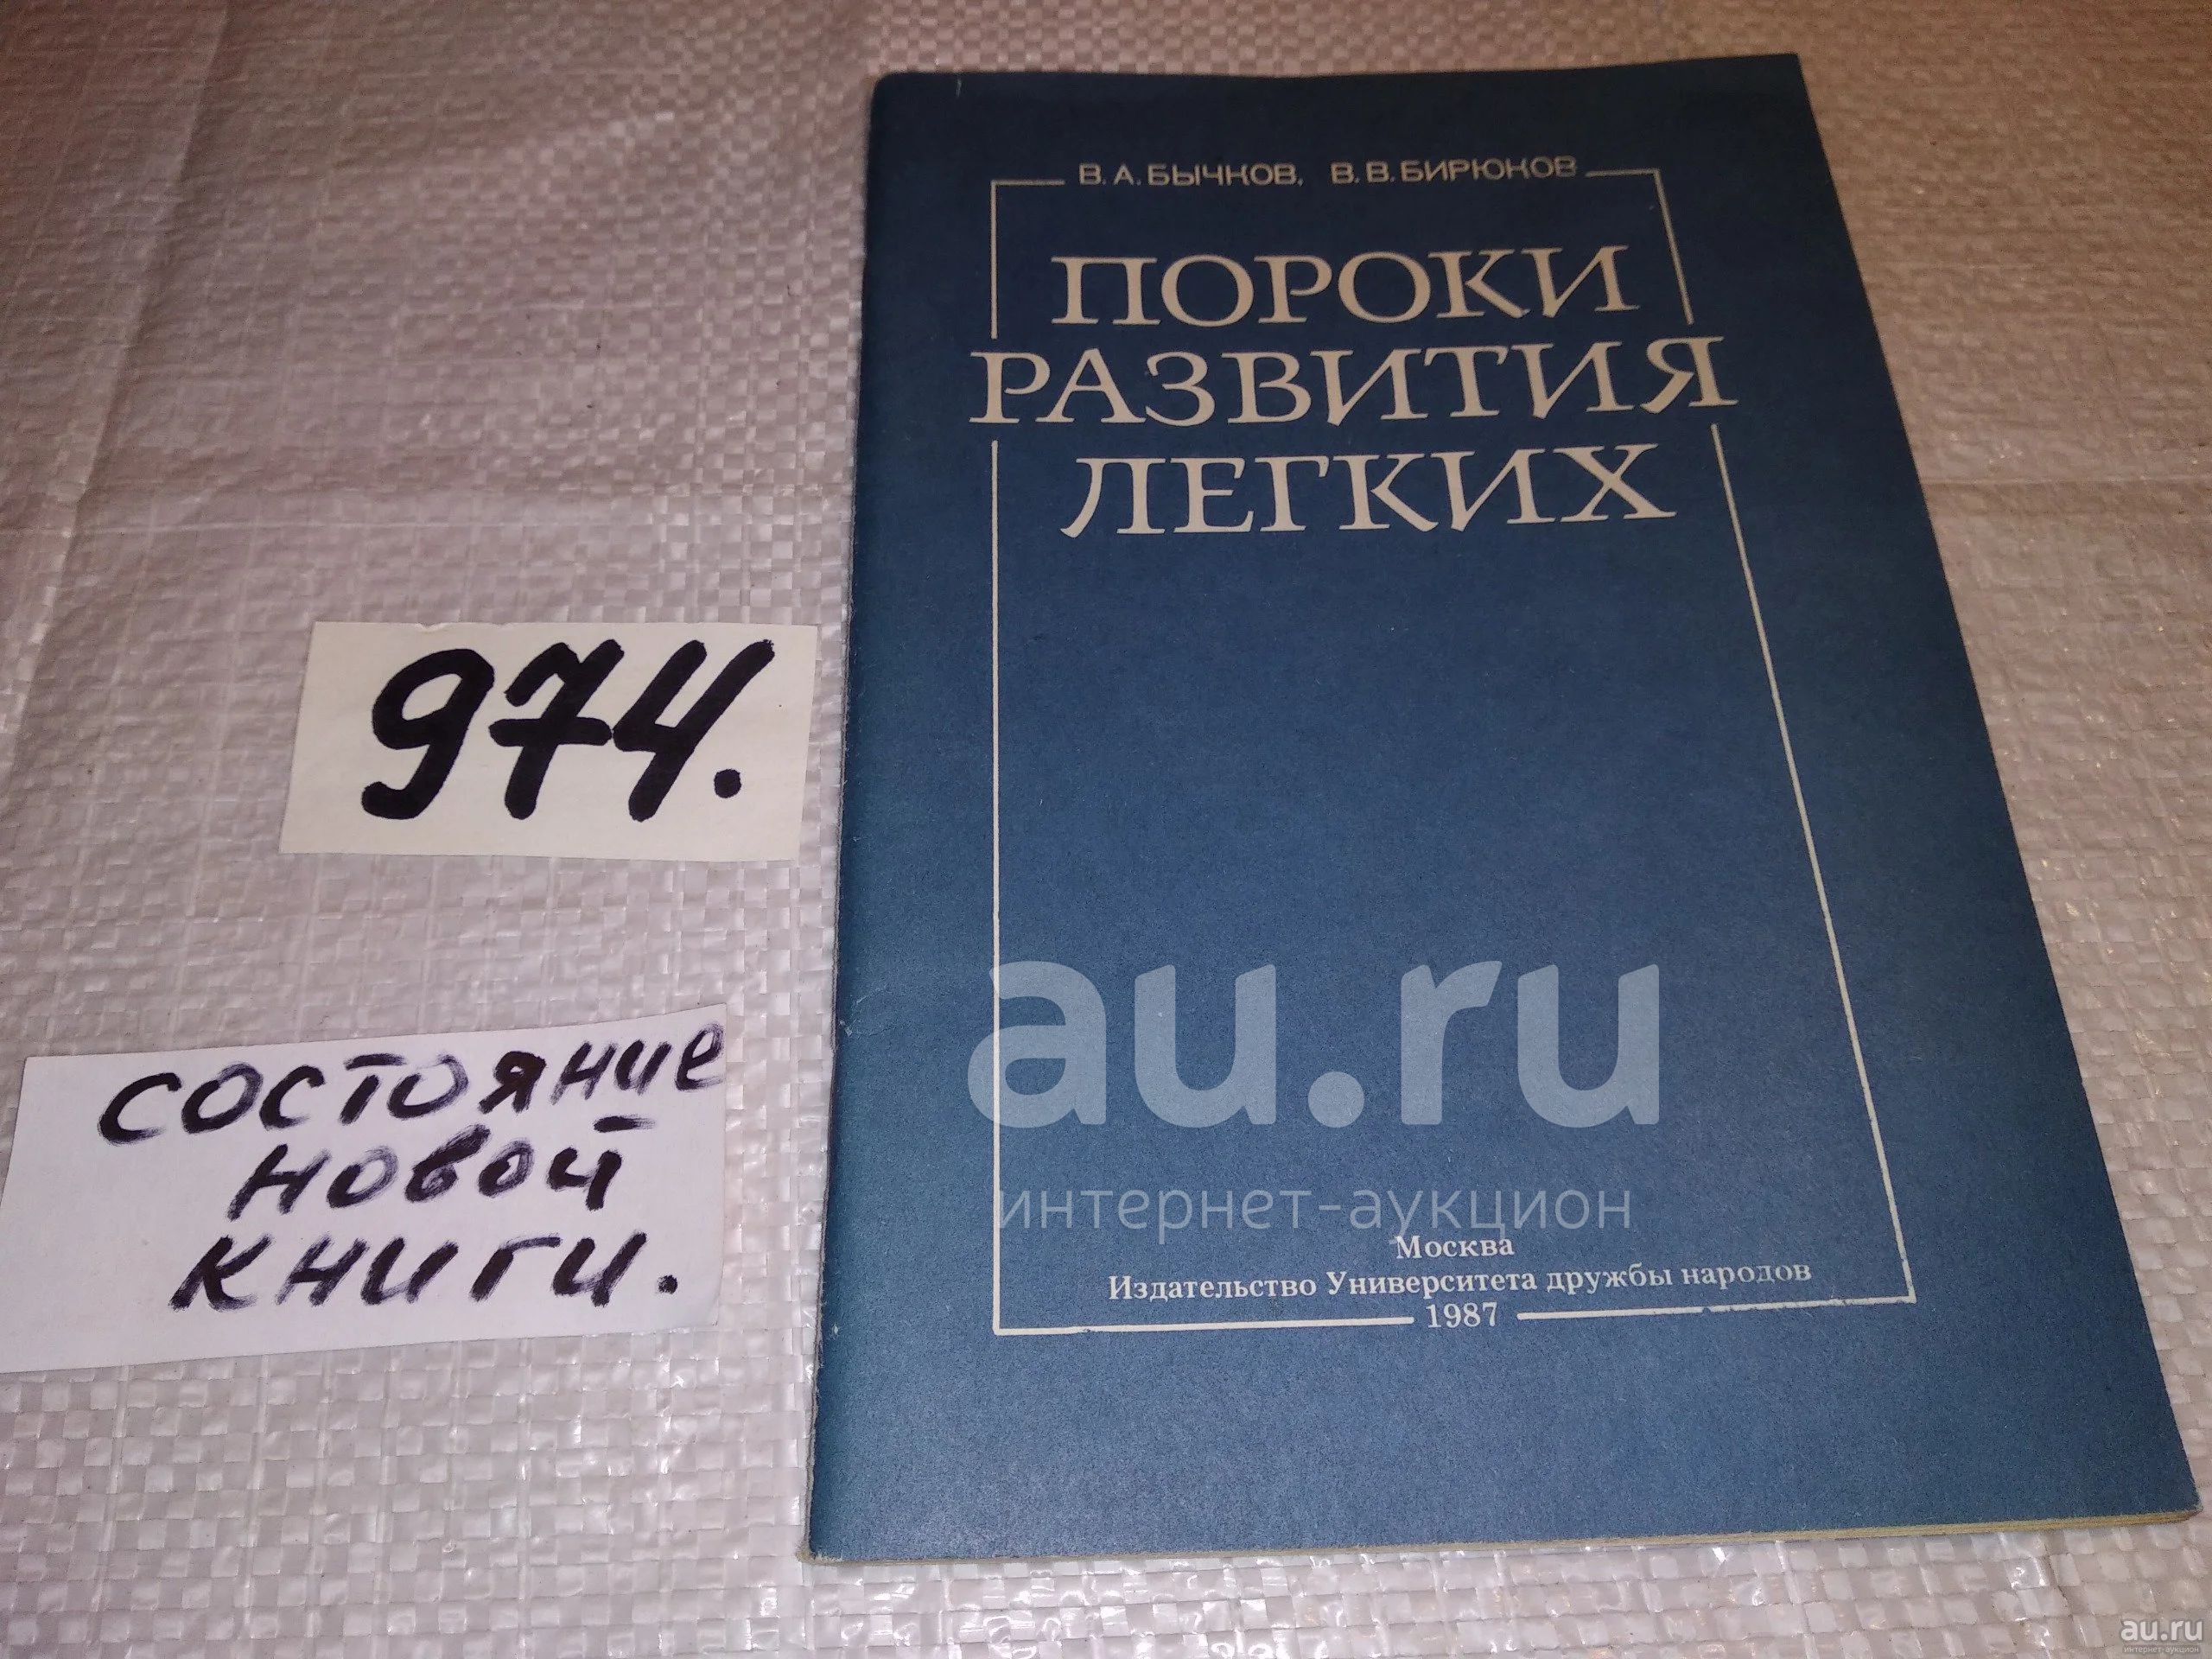 В. А. БЫЧКОВ, В. В. БИРЮКОВ
ПОРОКИ
РАЗВИТИЯ
ЛЕГКИХ
974.
состояние
новой
книги.
au.ru
интернет-аукцион
Москва
Издательство Университета дружбы народов
1987
au.ru
интернет-аукцион